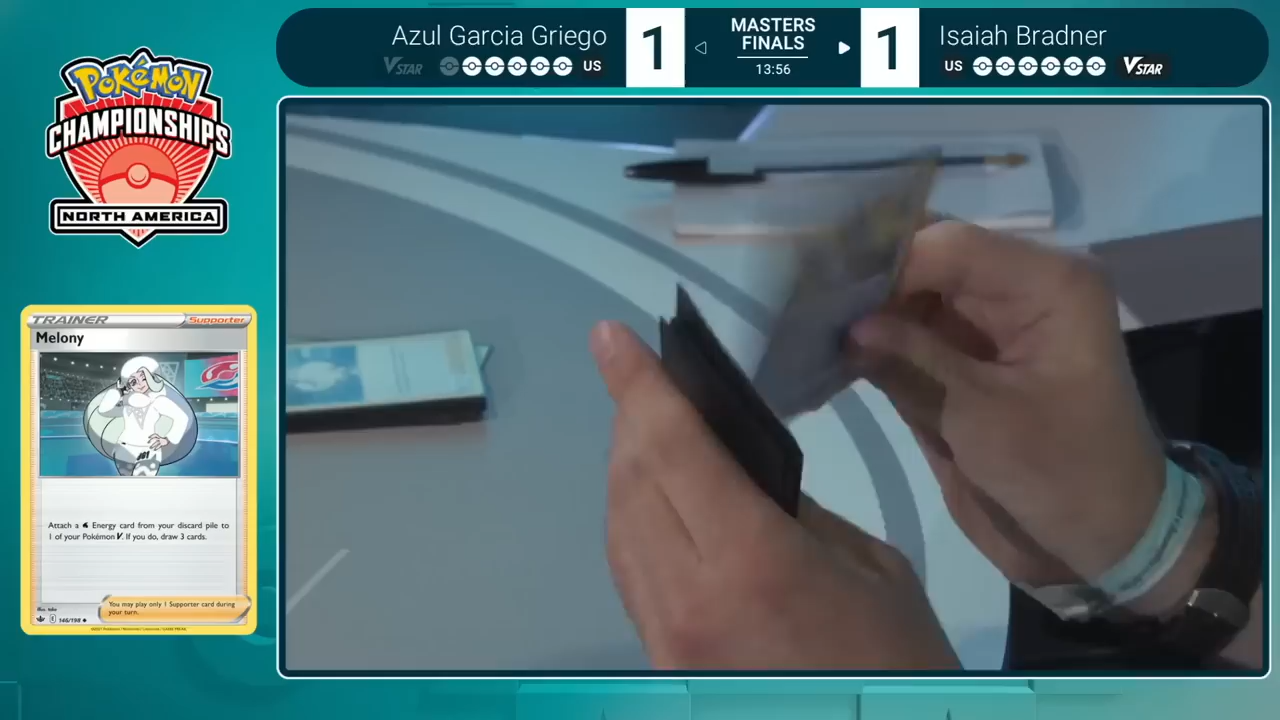 Pokémon
CHAMPIONSHIPS
NORTH AMERICA
Azul Garcia Griego
VSTAR
US
1
MASTERS
FINALS
13:56
1
Isaiah Bradner
US
VSTAR
TRAINER
Supporter
Melony
Attach a Energy card from your discard pile to
1 of your Pokémon V. If you do, draw 3 cards.
You may play only 1 Supporter card during
your turn.
146/198